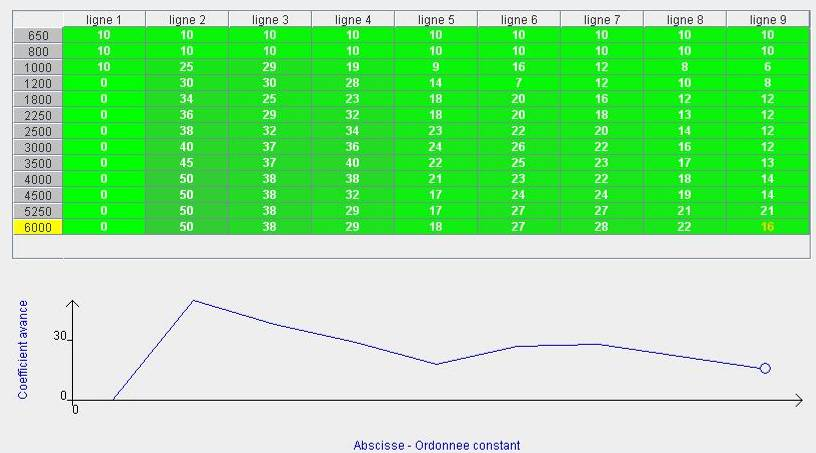 ligne 1 ligne 2 ligne 3 ligne 4 ligne 5 ligne 6 ligne 7 ligne 8 ligne 9
650 10 10 10 10 10 10 10 10 10
800 10 10 10 10 10 10 10 10 10
1000 10 25 29 19 9 16 12 8 6
1200 0 30 30 28 14 7 12 10 8
1800 0 34 25 23 18 20 16 12 12
2250 0 36 29 32 18 20 18 13 12
2500 0 38 32 34 23 22 20 14 12
3000 0 40 37 36 24 26 22 16 12
3500 0 45 37 40 22 25 23 17 13
4000 0 50 38 38 21 23 22 18 14
4500 0 50 38 32 17 24 24 19 14
5250 0 50 38 29 17 27 27 21 21
6000 0 50 38 29 18 27 28 22 16
Coefficient avance
30
0
0
Abscisse - Ordonnee constant